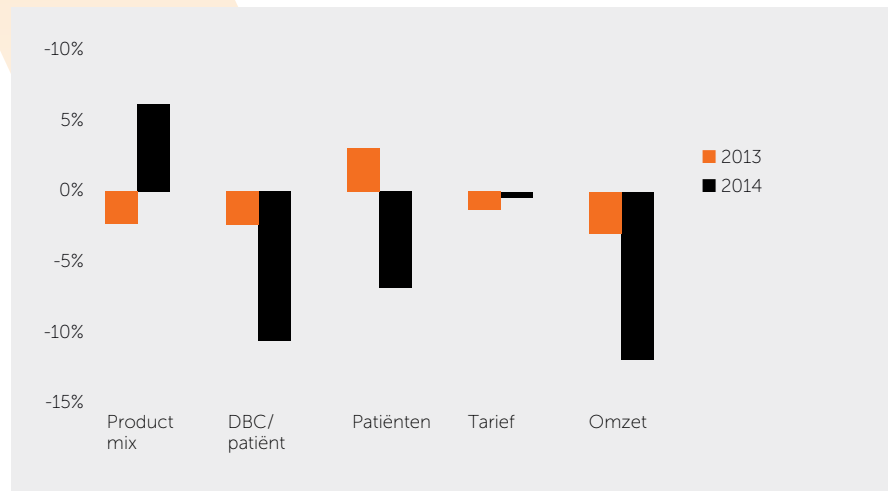 -10%
5%
0%
-5%
-10%
-15%
2013
2014
Product
mix
DBC/
patiënt
Patiënten
Tarief
Omzet